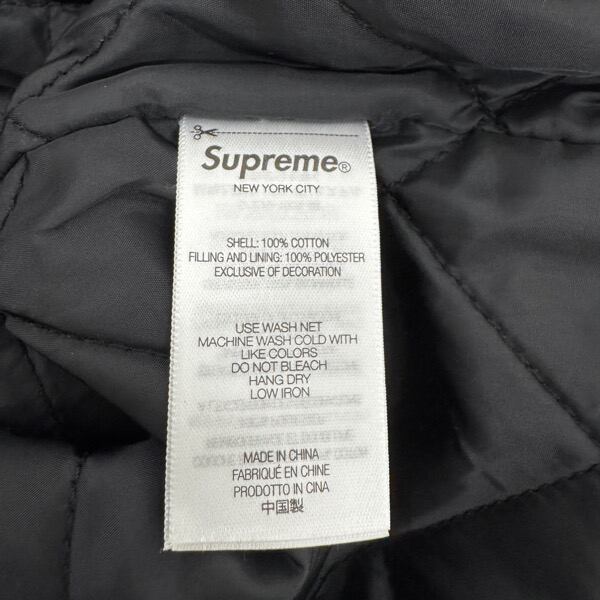 Supreme®
NEW YORK CITY
SHELL: 100% COTTON
FILLING AND LINING: 100% POLYESTER
EXCLUSIVE OF DECORATION
USE WASH NET
MACHINE WASH COLD WITH
LIKE COLORS
DO NOT BLEACH
HANG DRY
LOW IRON
MADE IN CHINA
FABRIQUÉ EN CHINE
PRODOTTO IN CINA
中国製